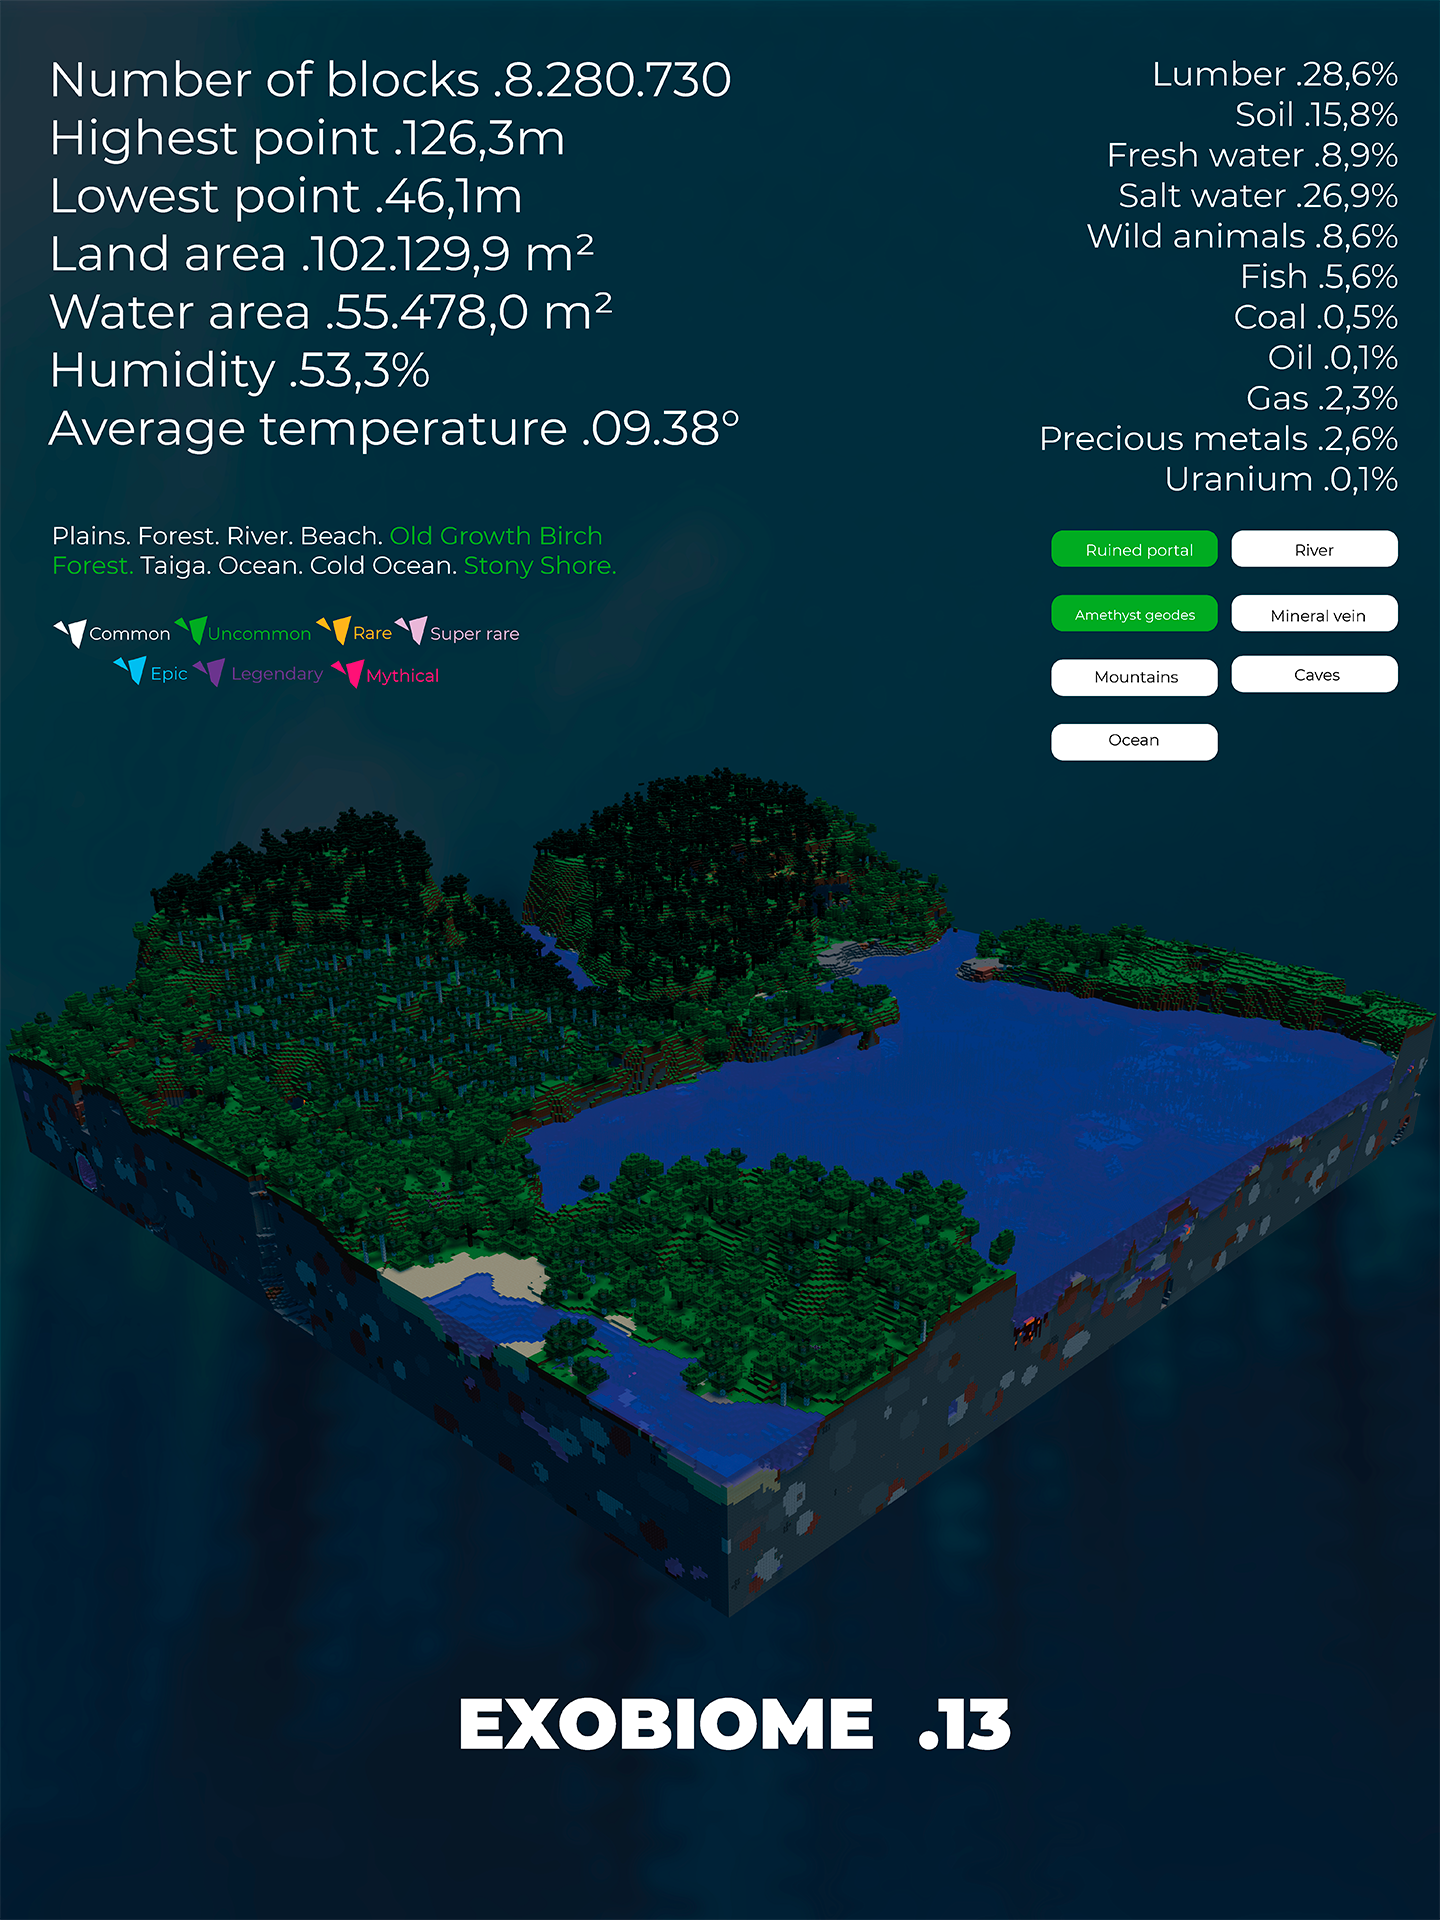 Number of blocks .8.280.730
Highest point .126,3m
Lowest point .46,1m
Land area .102.129,9 m²
Water area .55.478,0 m²
Humidity .53,3%
Average temperature .09.38°
Lumber .28,6%
Soil .15,8%
Fresh water .8,9%
Salt water .26,9%
Wild animals .8,6%
Fish .5,6%
Coal .0,5%
Oil .0,1%
Gas .2,3%
Precious metals .2,6%
Uranium .0,1%
Plains. Forest. River. Beach. Old Growth Birch
Forest. Taiga. Ocean. Cold Ocean. Stony Shore.
Common Uncommon Rare Super rare
Epic Legendary Mythical
Ruined portal River
Amethyst geodes Mineral vein
Mountains Caves
Ocean
EXOBIOME .13